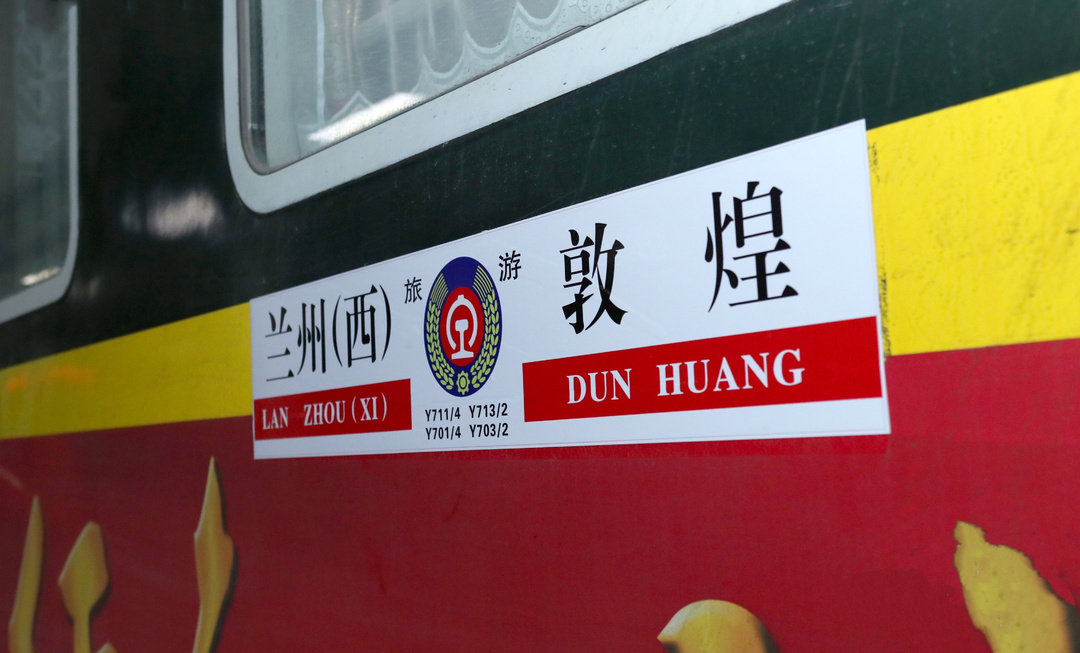 兰州(西) 旅游 敦煌
LAN ZHOU(XI) DUN HUANG
Y711/4 Y713/2
Y701/4 Y703/2